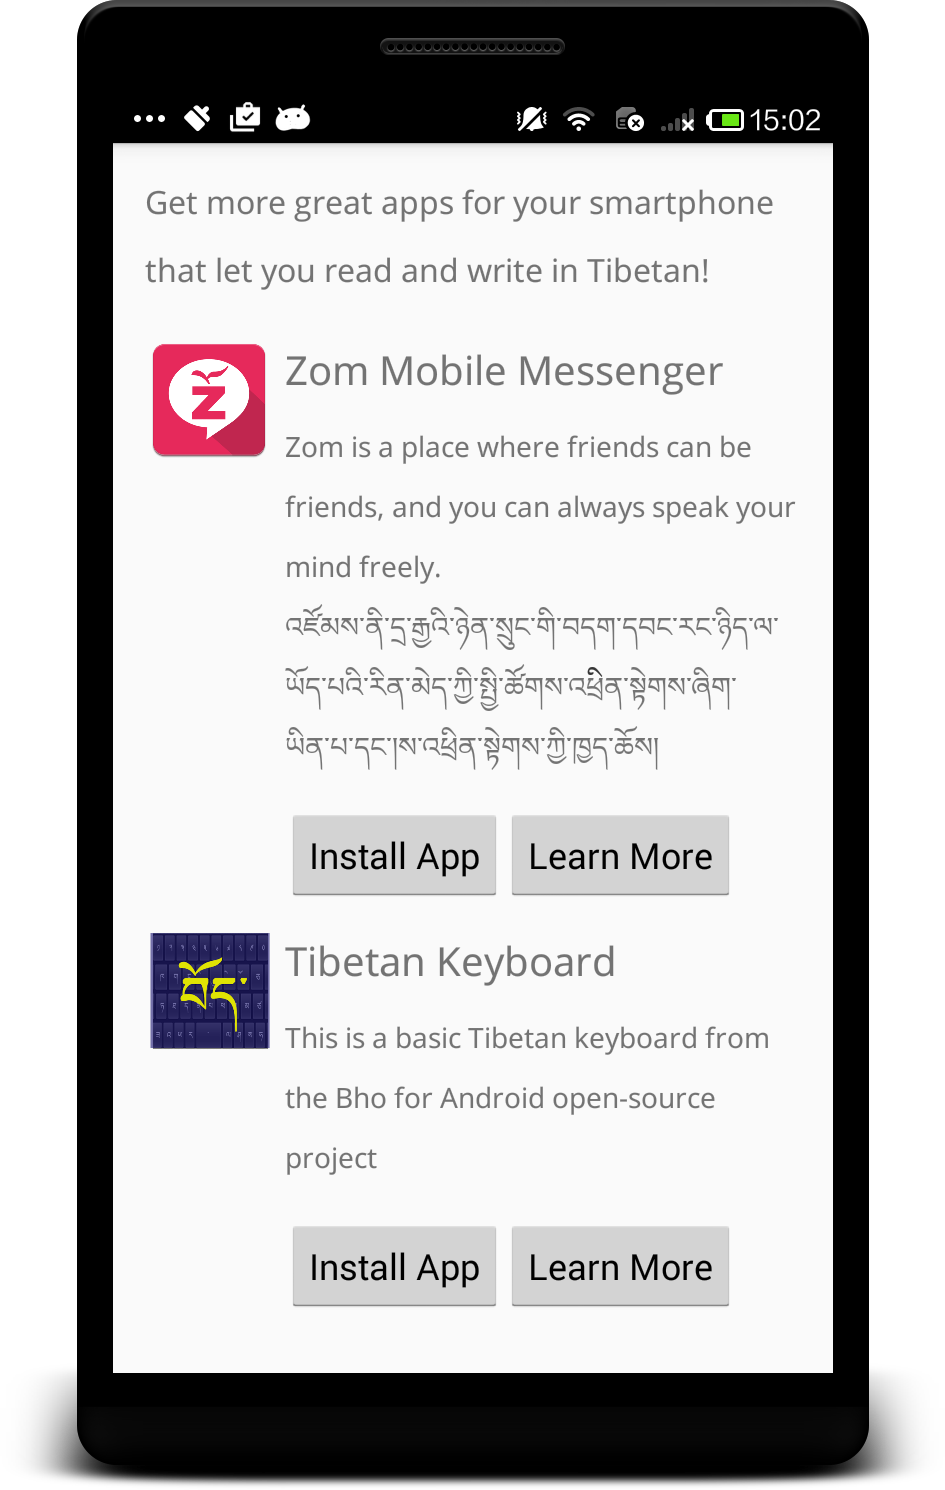 15:02
Get more great apps for your smartphone
that let you read and write in Tibetan!
Zom Mobile Messenger
Zom is a place where friends can be
friends, and you can always speak your
mind freely.
འཛོམས་ནི་དྲ་རྒྱའི་ཉེན་སྲུང་གི་བདག་དབང་རང་ཉིད་ལ་
ཡོད་པའི་རིན་མེད་ཀྱི་སྤྱི་ཚོགས་འཕྲིན་སྟེགས་ཞིག་
ཡིན་པ་དང་།ས་འཕྲིན་སྟེགས་ཀྱི་ཁྱད་ཆོས།
Install App Learn More
བོད་
Tibetan Keyboard
This is a basic Tibetan keyboard from
the Bho for Android open-source
project
Install App Learn More